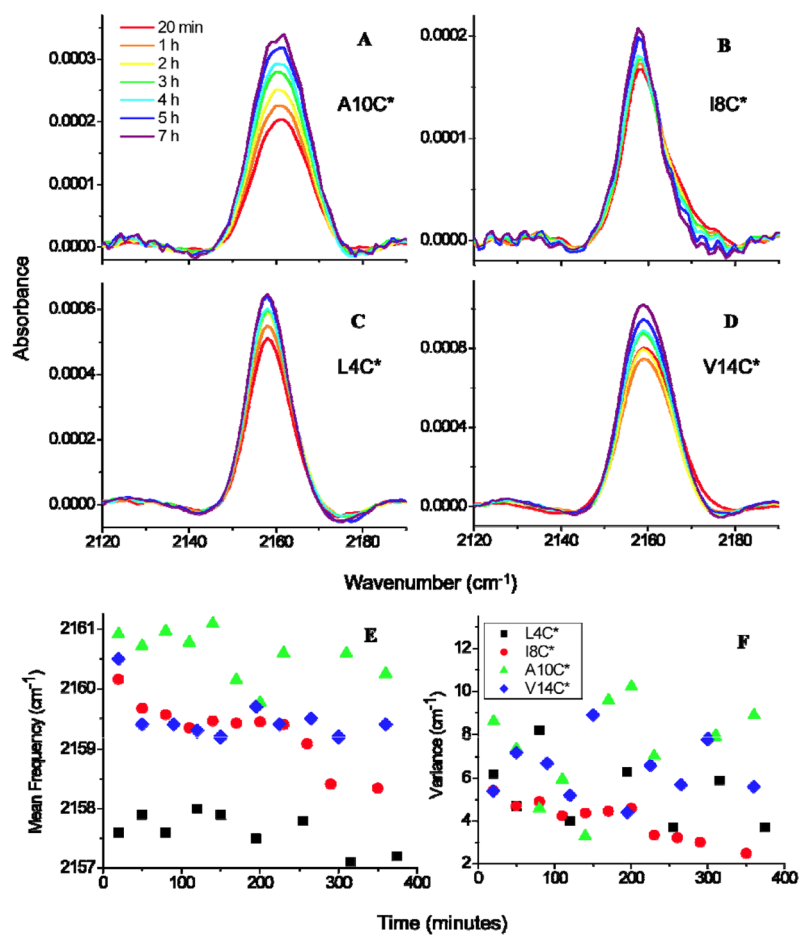 20 min
1 h
2 h
3 h
4 h
5 h
7 h
A
A10C*
0.0003
0.0002
0.0001
0.0000
B
I8C*
0.0002
0.0001
0.0000
Absorbance
C
L4C*
0.0006
0.0004
0.0002
0.0000
2120 2140 2160 2180
D
V14C*
0.0008
0.0004
0.0000
2120 2140 2160 2180
Wavenumber (cm-1)
E
Mean Frequency (cm-1)
2161
2160
2159
2158
2157
0 100 200 300 400
F
L4C*
I8C*
A10C*
V14C*
Variance (cm-1)
12
10
8
6
4
2
0 100 200 300 400
Time (minutes)